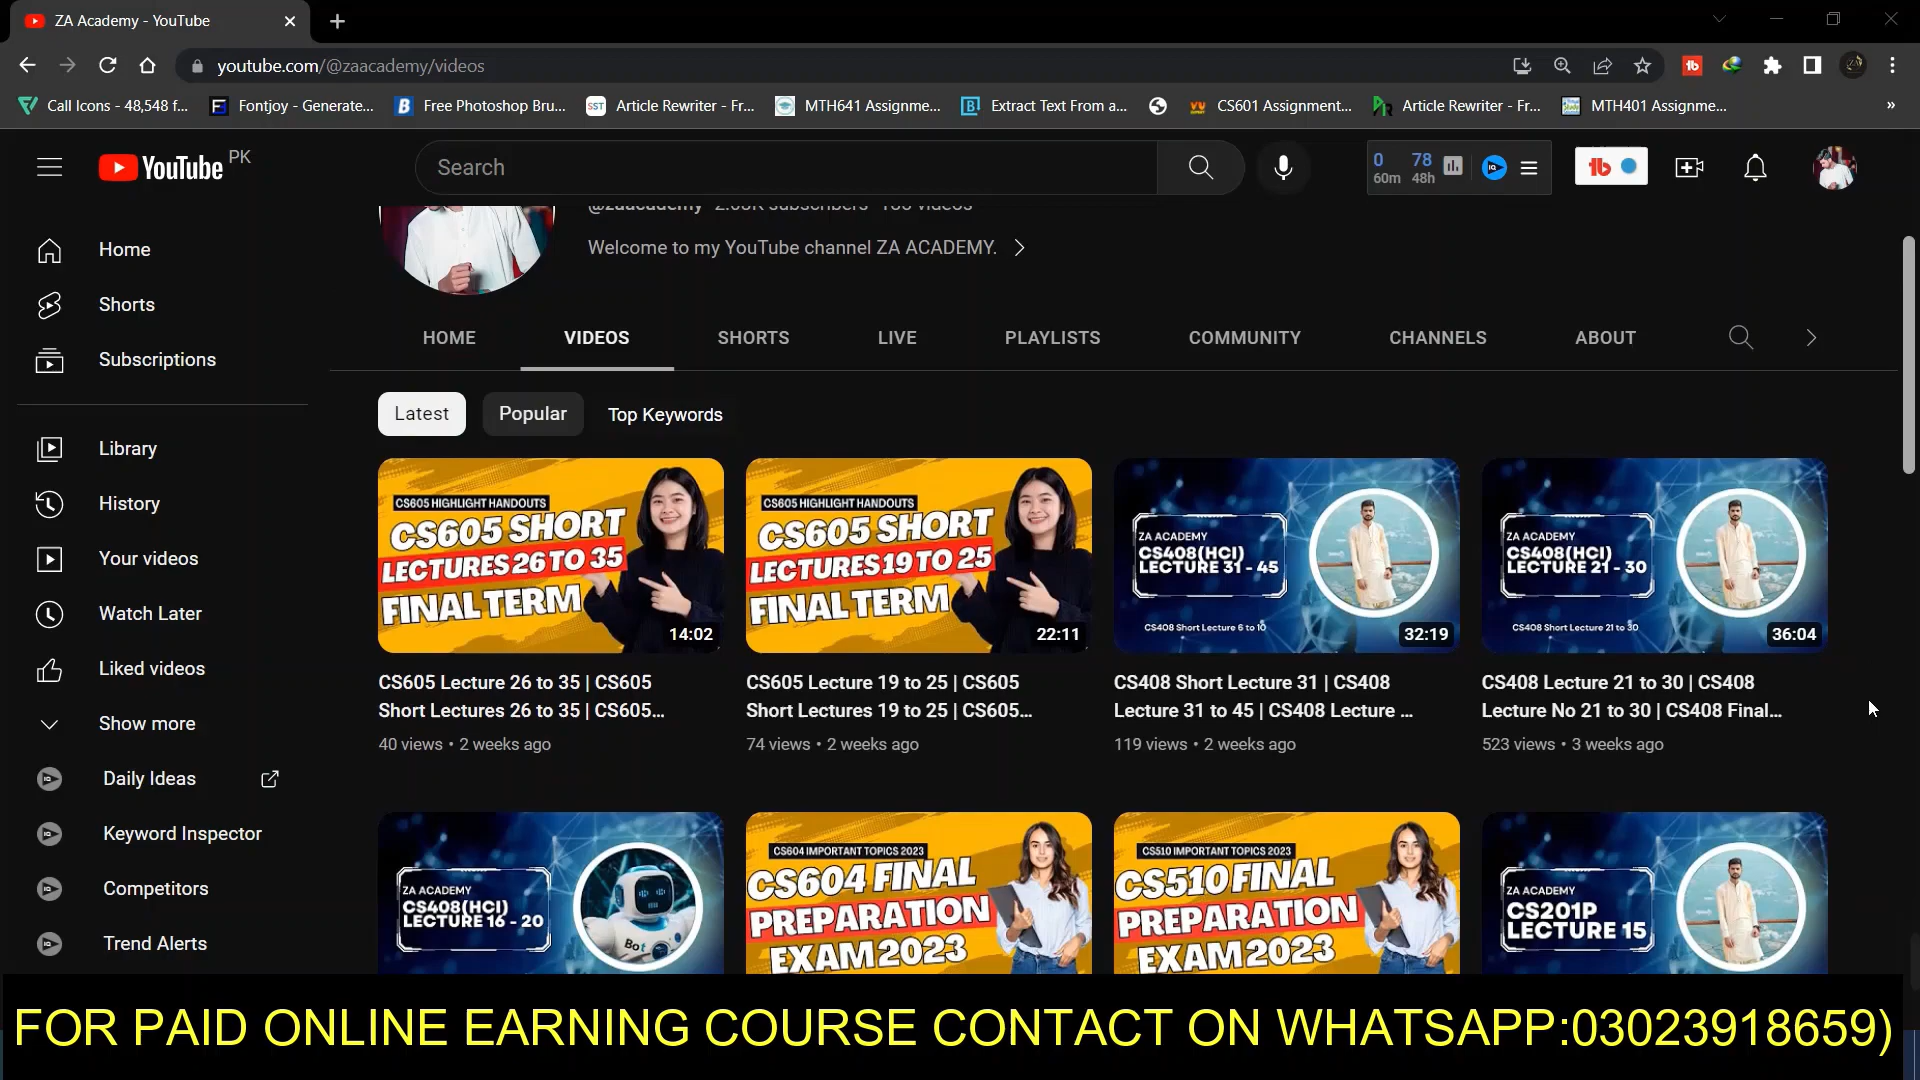 ZA Academy - YouTube
youtube.com/@zaacademy/videos
Call Icons - 48,548 f...
Fontjoy - Generate...
Free Photoshop Bru...
SST
Article Rewriter - Fr...
MTH641 Assignme...
Extract Text From a...
CS601 Assignment...
Article Rewriter - Fr...
MTH401 Assignme...
»
YouTube PK
Search
0 78
60m 48h
Home
Shorts
Subscriptions
Library
History
Your videos
Watch Later
Liked videos
Show more
Daily Ideas
Keyword Inspector
Competitors
Trend Alerts
Welcome to my YouTube channel ZA ACADEMY.
HOME VIDEOS SHORTS LIVE PLAYLISTS COMMUNITY CHANNELS ABOUT
Latest Popular Top Keywords
CS605 HIGHLIGHT HANDOUTS
CS605 SHORT
LECTURES 26 TO 35
FINAL TERM
14:02
CS605 Lecture 26 to 35 | CS605
Short Lectures 26 to 35 | CS605...
40 views • 2 weeks ago
CS605 HIGHLIGHT HANDOUTS
CS605 SHORT
LECTURES 19 TO 25
FINAL TERM
22:11
CS605 Lecture 19 to 25 | CS605
Short Lectures 19 to 25 | CS605...
74 views • 2 weeks ago
ZA ACADEMY
CS408(HCI)
LECTURE 31 - 45
CS408 Short Lecture 6 to 10
32:19
CS408 Short Lecture 31 | CS408
Lecture 31 to 45 | CS408 Lecture ...
119 views • 2 weeks ago
ZA ACADEMY
CS408(HCI)
LECTURE 21 - 30
CS408 Short Lecture 21 to 30
36:04
CS408 Lecture 21 to 30 | CS408
Lecture No 21 to 30 | CS408 Final...
523 views • 3 weeks ago
ZA ACADEMY
CS408(HCI)
LECTURE 16 - 20
Bot
CS604 IMPORTANT TOPICS 2023
CS604 FINAL
PREPARATION
EXAM 2023
CS510 IMPORTANT TOPICS 2023
CS510 FINAL
PREPARATION
EXAM 2023
ZA ACADEMY
CS201P
LECTURE 15
FOR PAID ONLINE EARNING COURSE CONTACT ON WHATSAPP:03023918659)